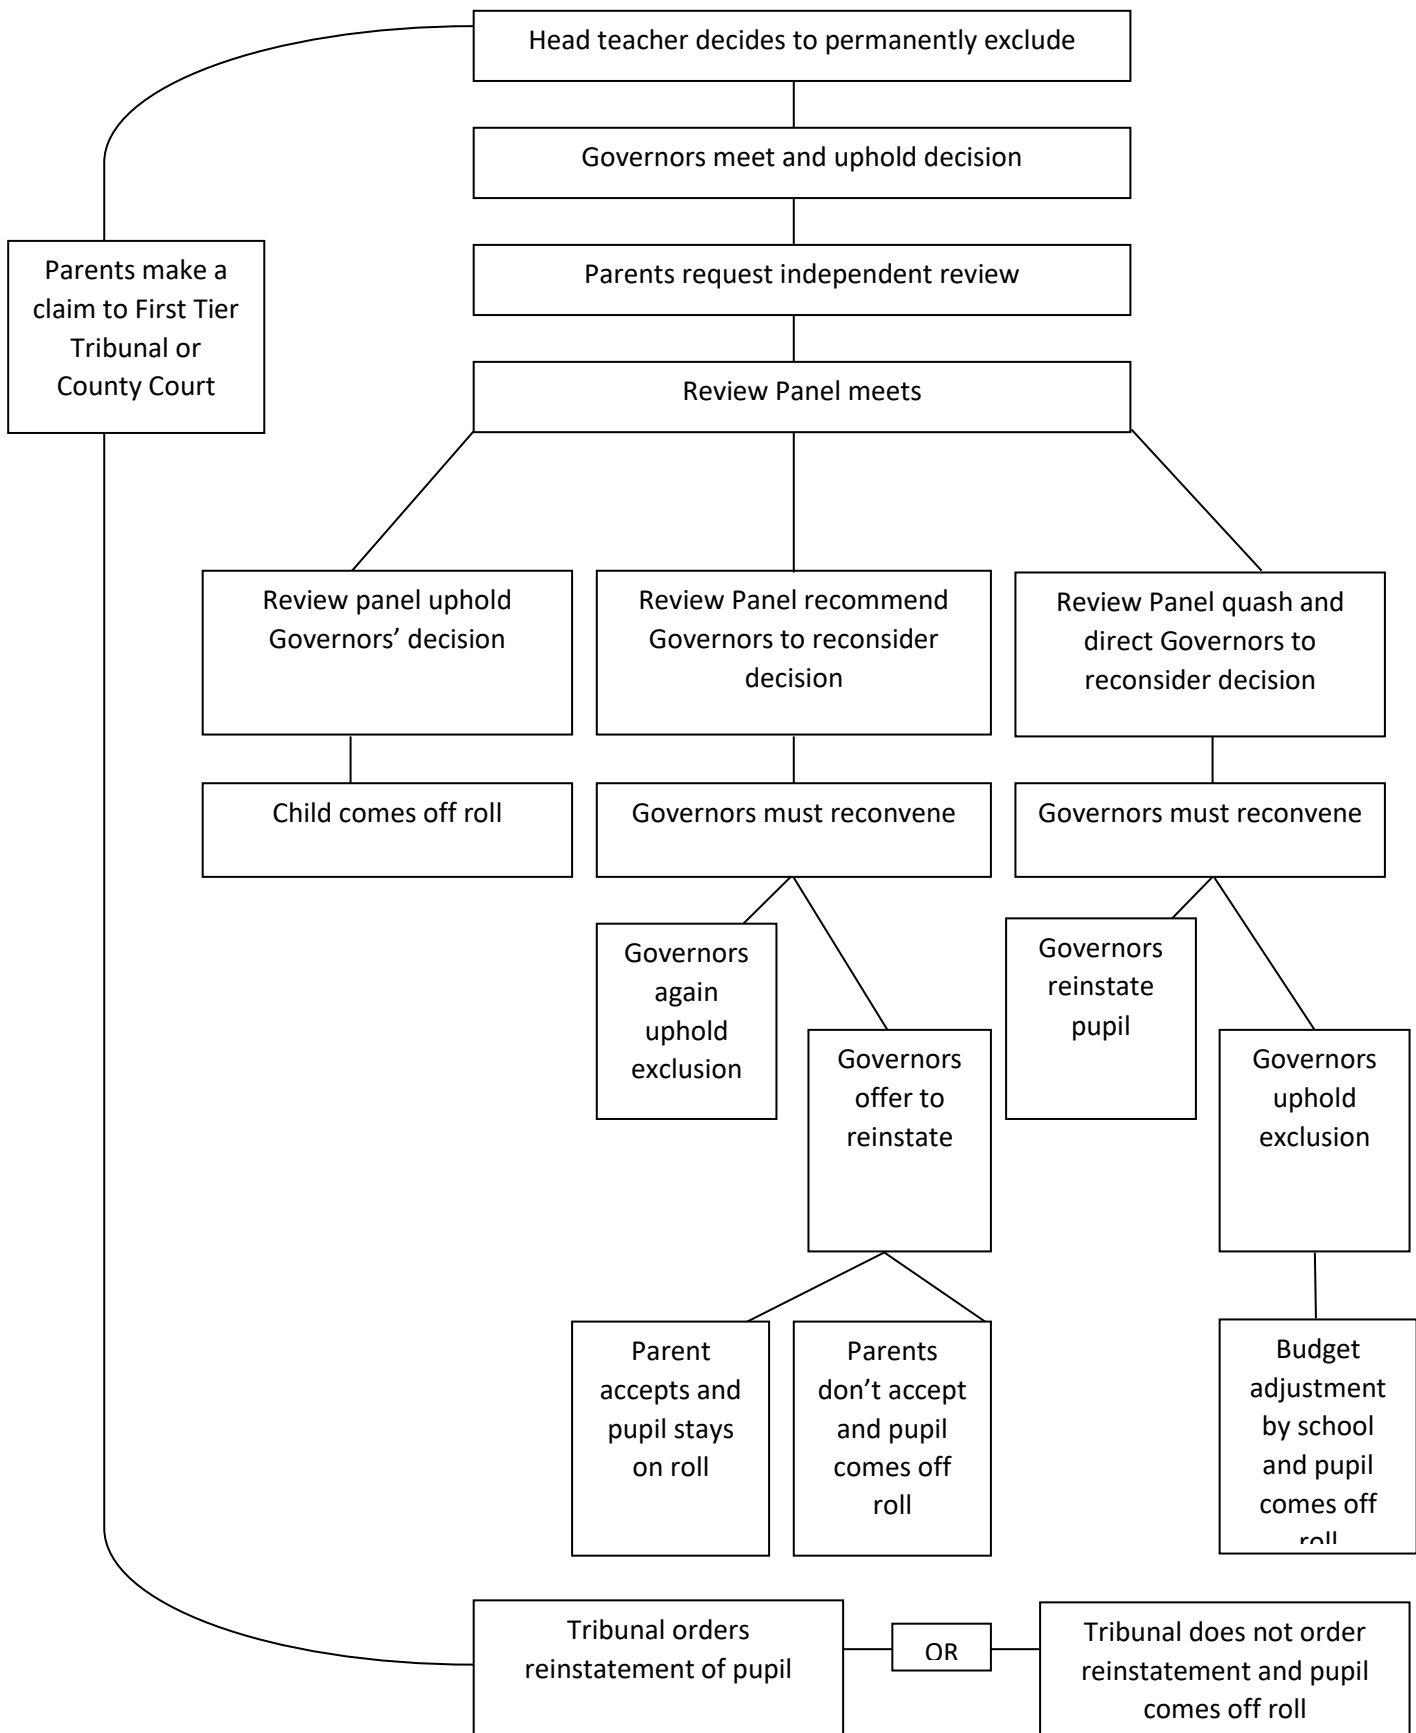 Head teacher decides to permanently exclude
Governors meet and uphold decision
Parents make a
claim to First Tier
Tribunal or
County Court
Parents request independent review
Review Panel meets
Review panel uphold
Governors’ decision
Review Panel recommend
Governors to reconsider
decision
Review Panel quash and
direct Governors to
reconsider decision
Child comes off roll
Governors must reconvene
Governors must reconvene
Governors
again
uphold
exclusion
Governors
offer to
reinstate
Governors
reinstate
pupil
Governors
uphold
exclusion
Parent
accepts and
pupil stays
on roll
Parents
don’t accept
and pupil
comes off
roll
Budget
adjustment
by school
and pupil
comes off
roll
Tribunal orders
reinstatement of pupil
OR
Tribunal does not order
reinstatement and pupil
comes off roll